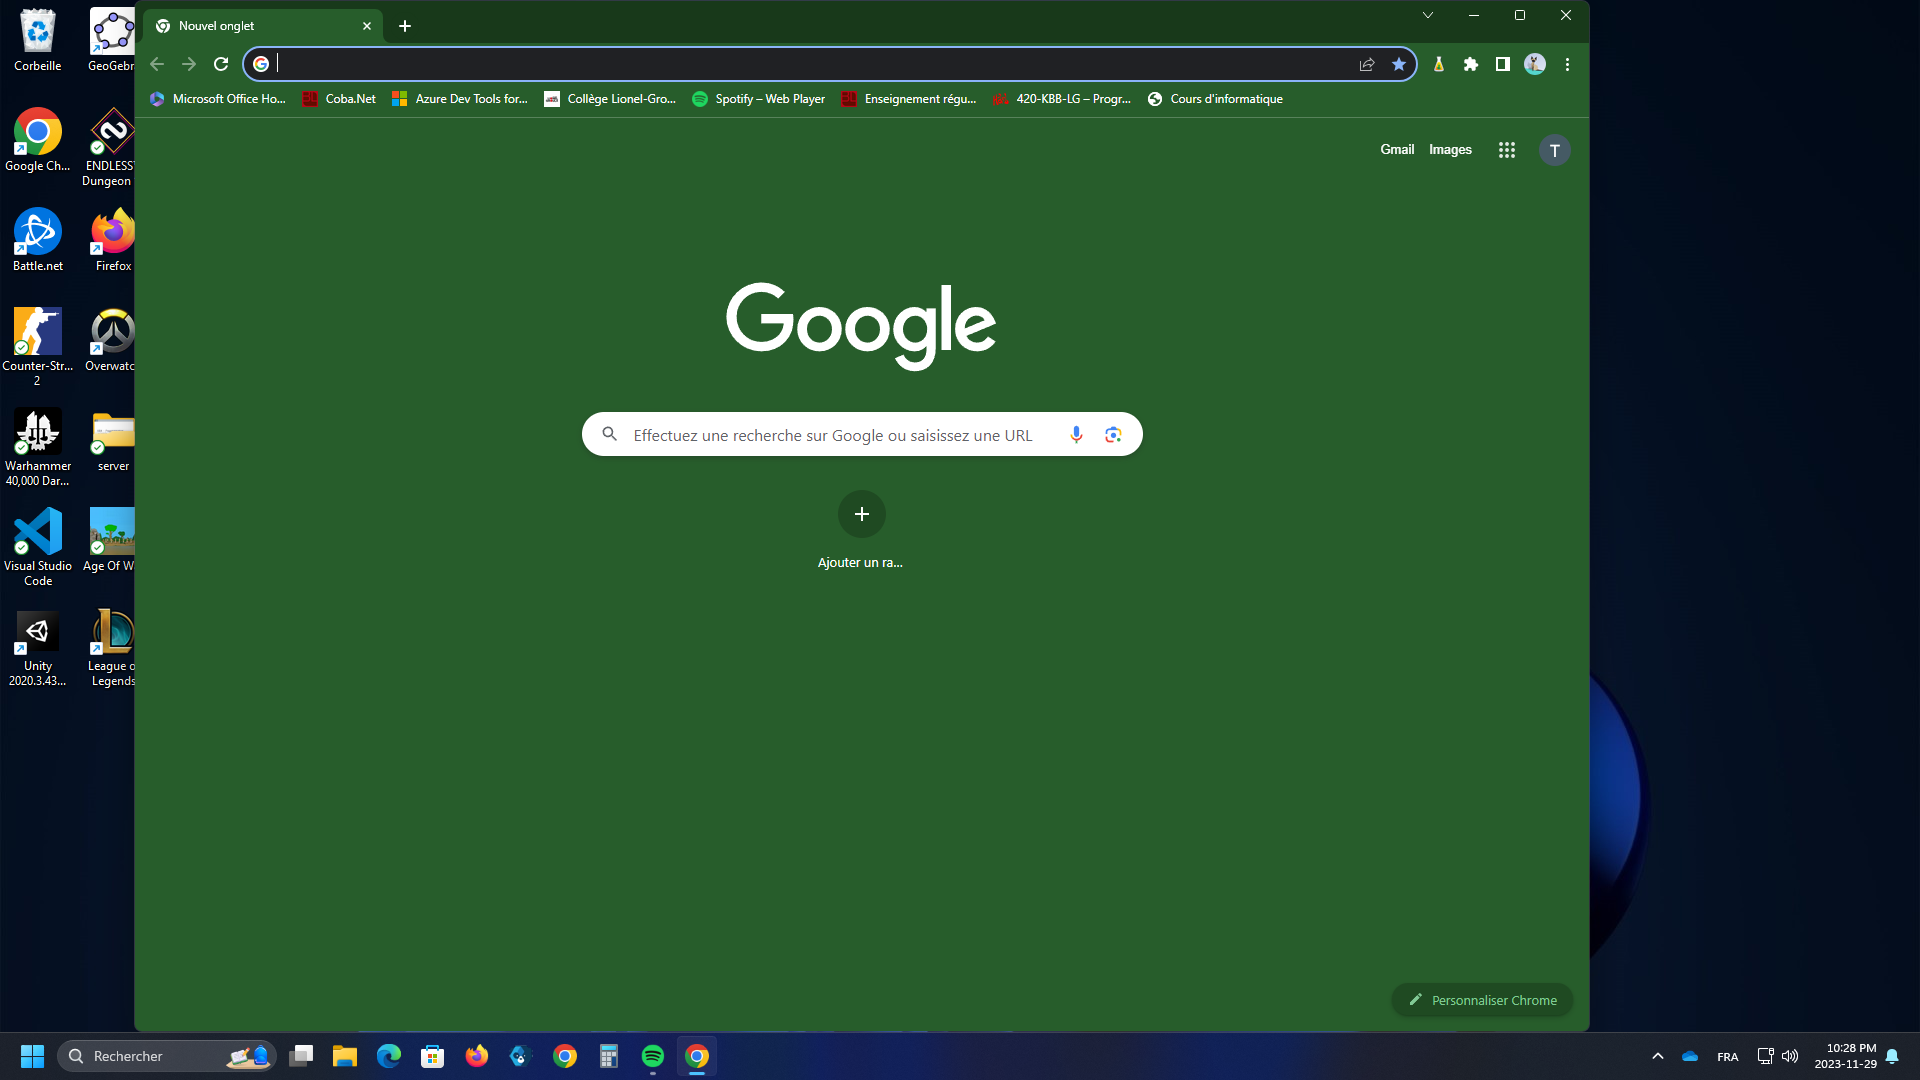 Corbeille
GeoGebr
Google Ch...
ENDLESS
Dungeon
Battle.net
Firefox
Counter-Str...
2
Overwatc
Warhammer
40,000 Dar...
server
Visual Studio
Code
Age Of W
Unity
2020.3.43...
League o
Legends
Nouvel onglet
Microsoft Office Ho...
Coba.Net
Azure Dev Tools for...
Collège Lionel-Gro...
Spotify – Web Player
Enseignement régu...
420-KBB-LG – Progr...
Cours d'informatique
Gmail
Images
T
Google
Effectuez une recherche sur Google ou saisissez une URL
Ajouter un ra...
Personnaliser Chrome
Rechercher
FRA
10:28 PM
2023-11-29